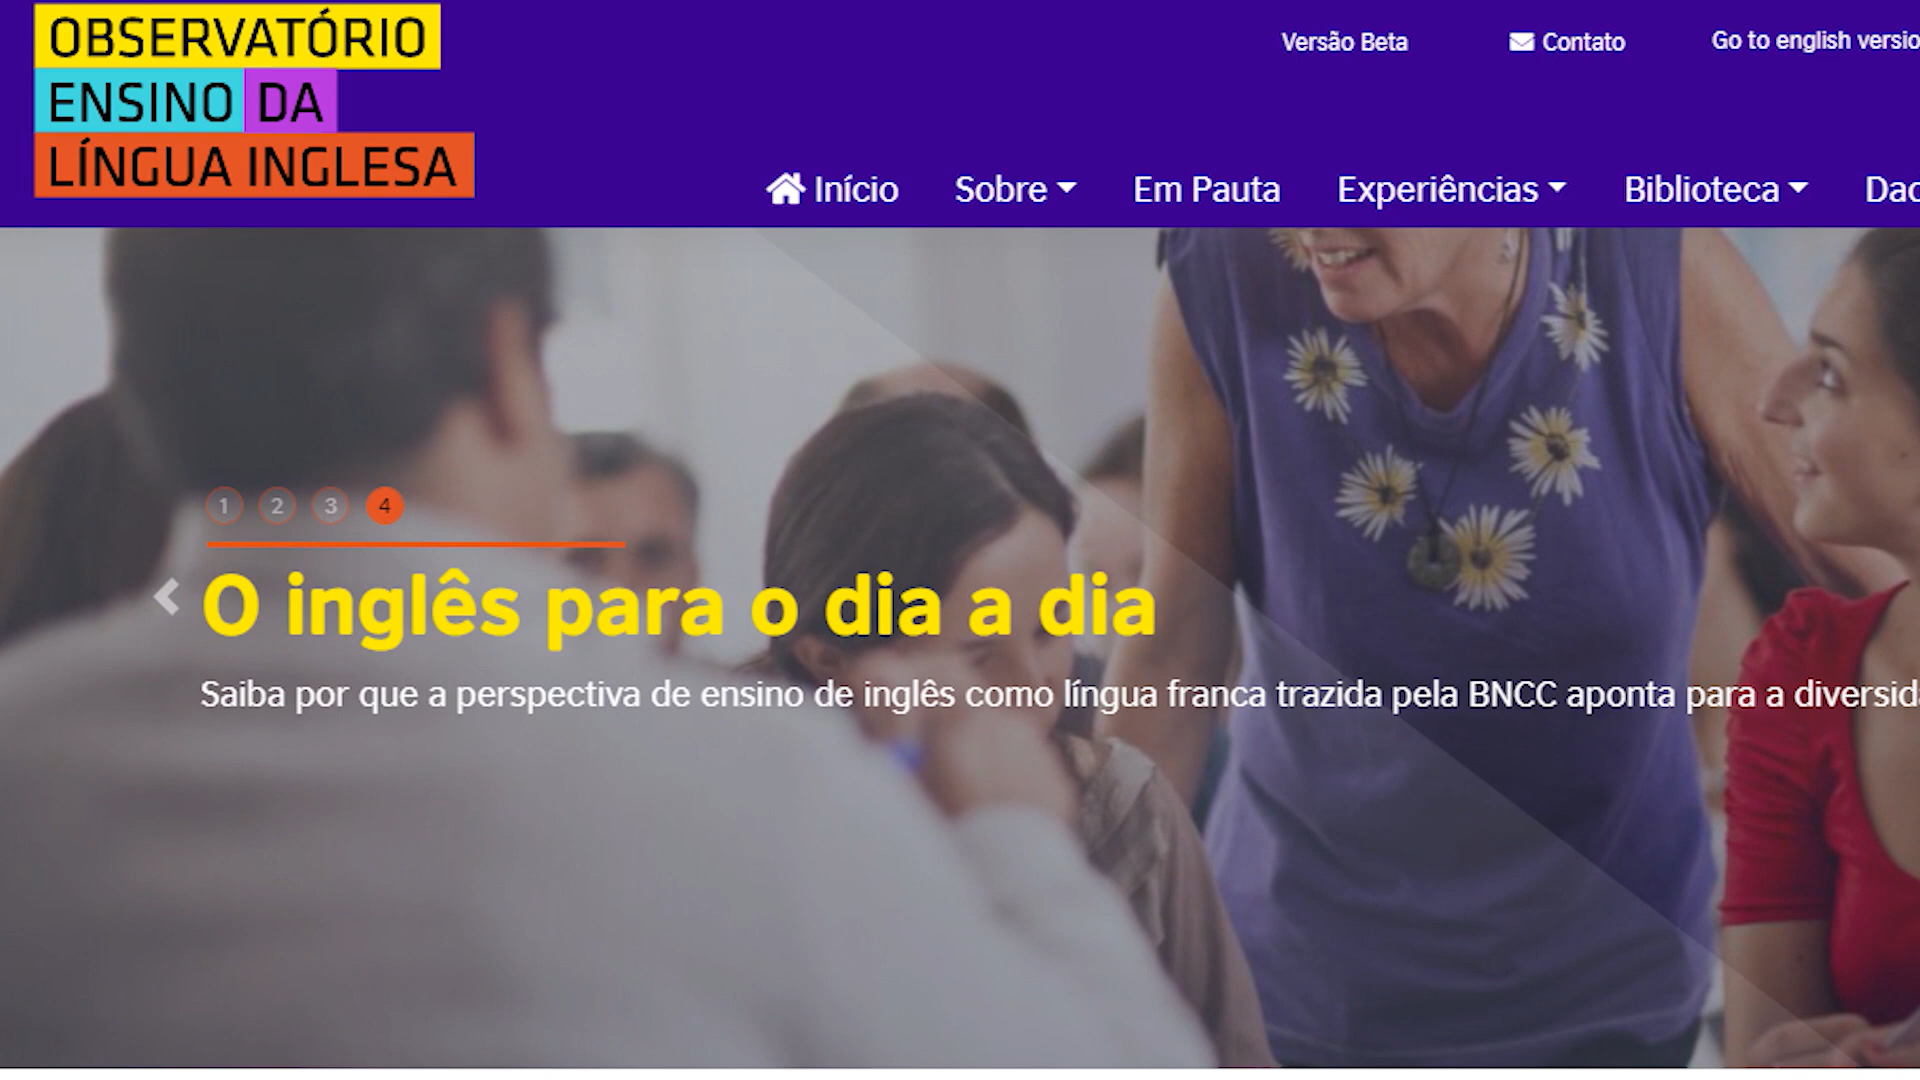 OBSERVATÓRIO
ENSINO DA
LÍNGUA INGLESA
Versão Beta
Contato
Go to english versio
Início
Sobre
Em Pauta
Experiências
Biblioteca
Dad
1 2 3 4
O inglês para o dia a dia
Saiba por que a perspectiva de ensino de inglês como língua franca trazida pela BNCC aponta para a diversida